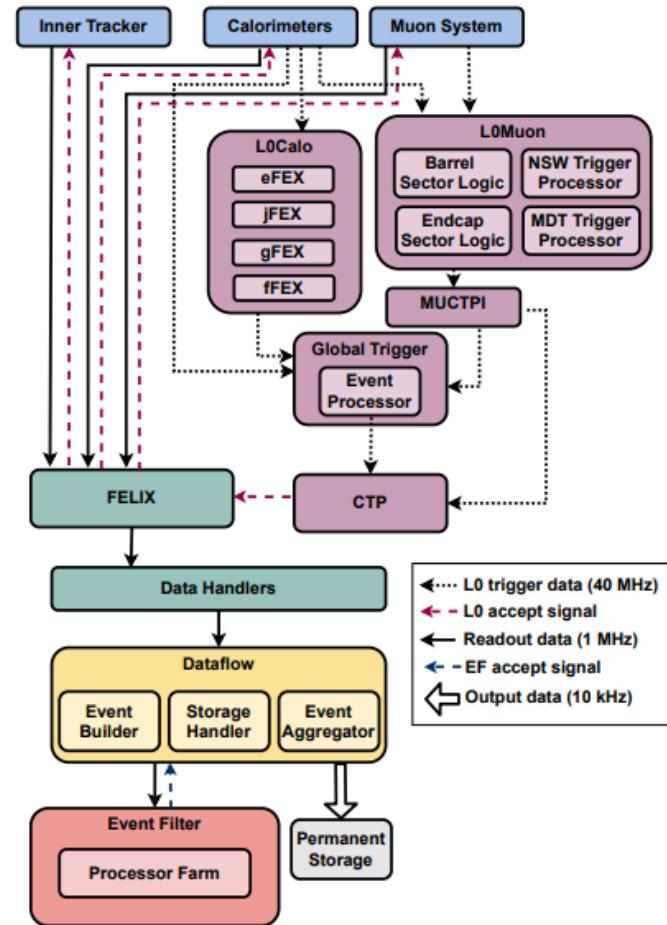 Inner Tracker
Calorimeters
Muon System
L0Calo
eFEX
jFEX
gFEX
fFEX
L0Muon
Barrel
Sector Logic
NSW Trigger
Processor
Endcap
Sector Logic
MDT Trigger
Processor
MUCTPI
Global Trigger
Event
Processor
FELIX
CTP
Data Handlers
Dataflow
Event
Builder
Storage
Handler
Event
Aggregator
Event Filter
Processor Farm
Permanent
Storage
L0 trigger data (40 MHz)
L0 accept signal
Readout data (1 MHz)
EF accept signal
Output data (10 kHz)